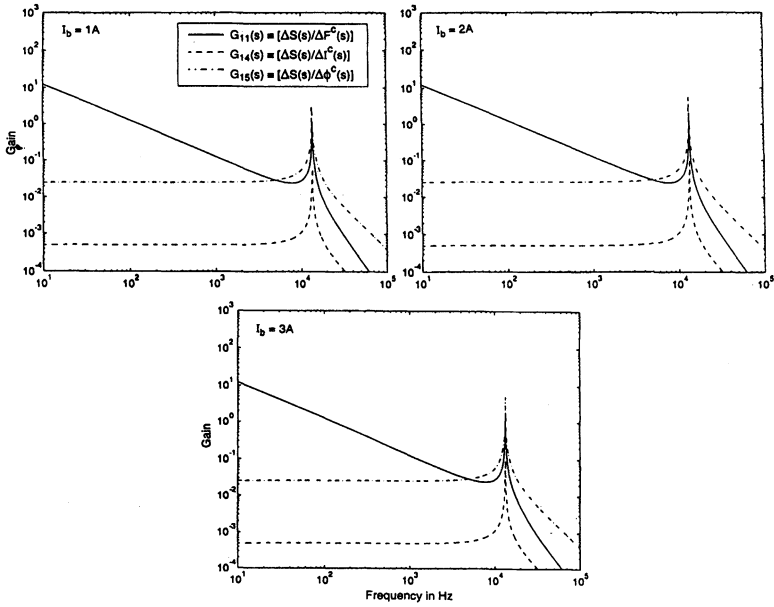 I_b = 1A
G₁₁(s) ≡ [ΔS(s)/ΔF^C(s)]
G₁₄(s) ≡ [ΔS(s)/ΔI^C(s)]
G₁₅(s) ≡ [ΔS(s)/Δϕ^C(s)]
Gain
10³
10²
10¹
10⁰
10⁻¹
10⁻²
10⁻³
10⁻⁴
10¹ 10² 10³ 10⁴ 10⁵
I_b = 2A
10³
10²
10¹
10⁰
10⁻¹
10⁻²
10⁻³
10⁻⁴
10¹ 10² 10³ 10⁴ 10⁵
I_b = 3A
Gain
10³
10²
10¹
10⁰
10⁻¹
10⁻²
10⁻³
10⁻⁴
10¹ 10² 10³ 10⁴ 10⁵
Frequency in Hz